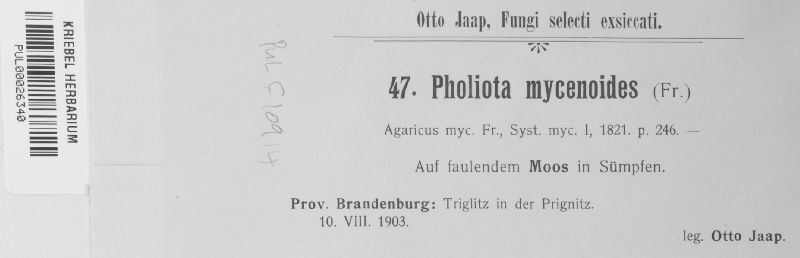 KRIEBEL HERBARIUM
PUL00026340
PUL F 10914
Otto Jaap, Fungi selecti exsiccati.
47. Pholiota mycenoides (Fr.)
Agaricus myc. Fr., Syst. myc. I, 1821. p. 246. —
Auf faulendem Moos in Sümpfen.
Prov. Brandenburg: Triglitz in der Prignitz.
10. VIII. 1903.
leg. Otto Jaap.